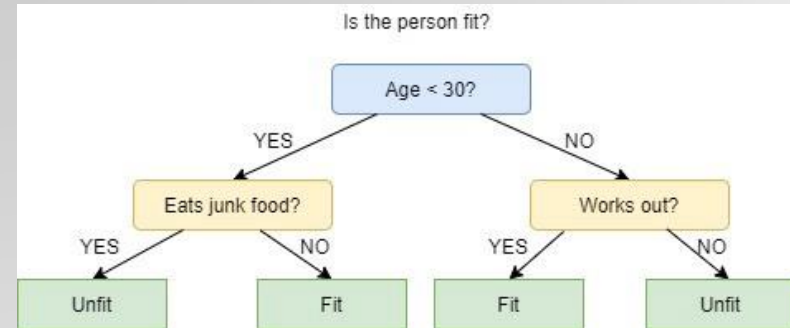 Is the person fit?
Age < 30?
YES
NO
Eats junk food?
Works out?
YES
NO
YES
NO
Unfit
Fit
Fit
Unfit